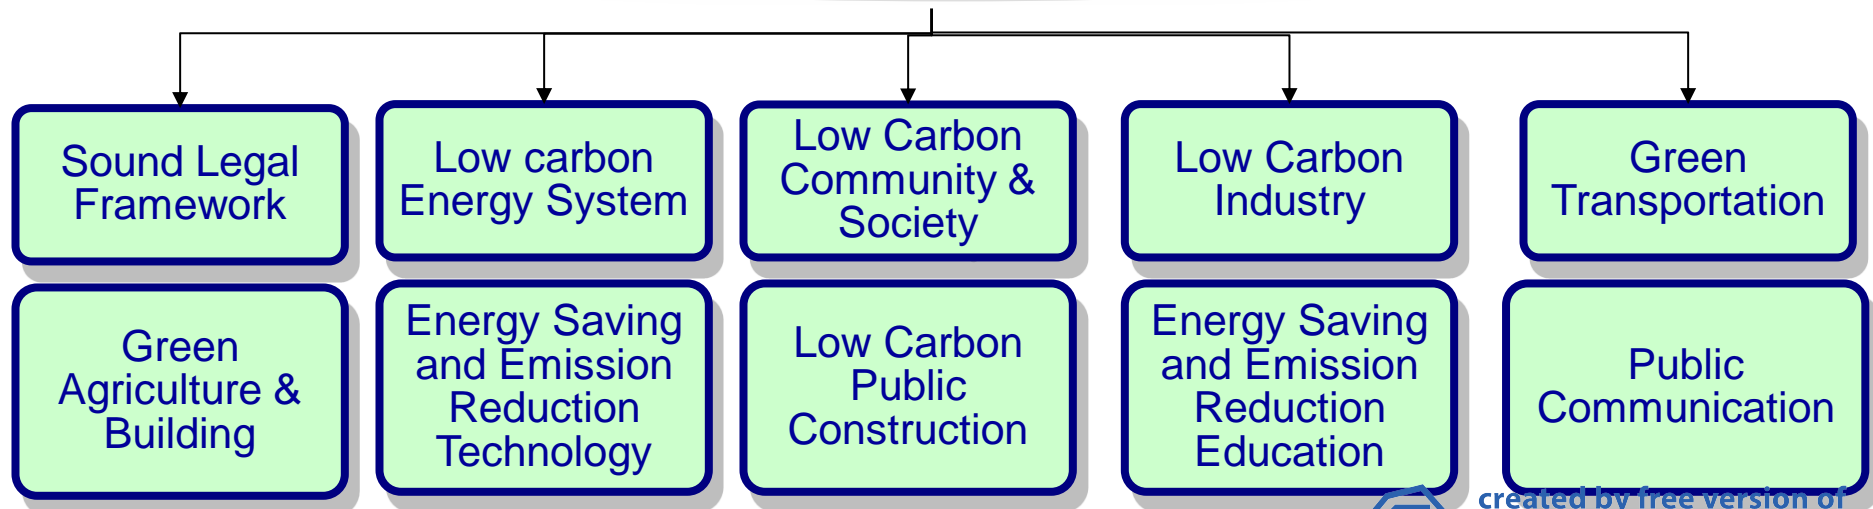 Sound Legal
Framework
Low carbon
Energy System
Low Carbon
Community &
Society
Low Carbon
Industry
Green
Transportation
Green
Agriculture &
Building
Energy Saving
and Emission
Reduction
Technology
Low Carbon
Public
Construction
Energy Saving
and Emission
Reduction
Education
Public
Communication
created by free version of